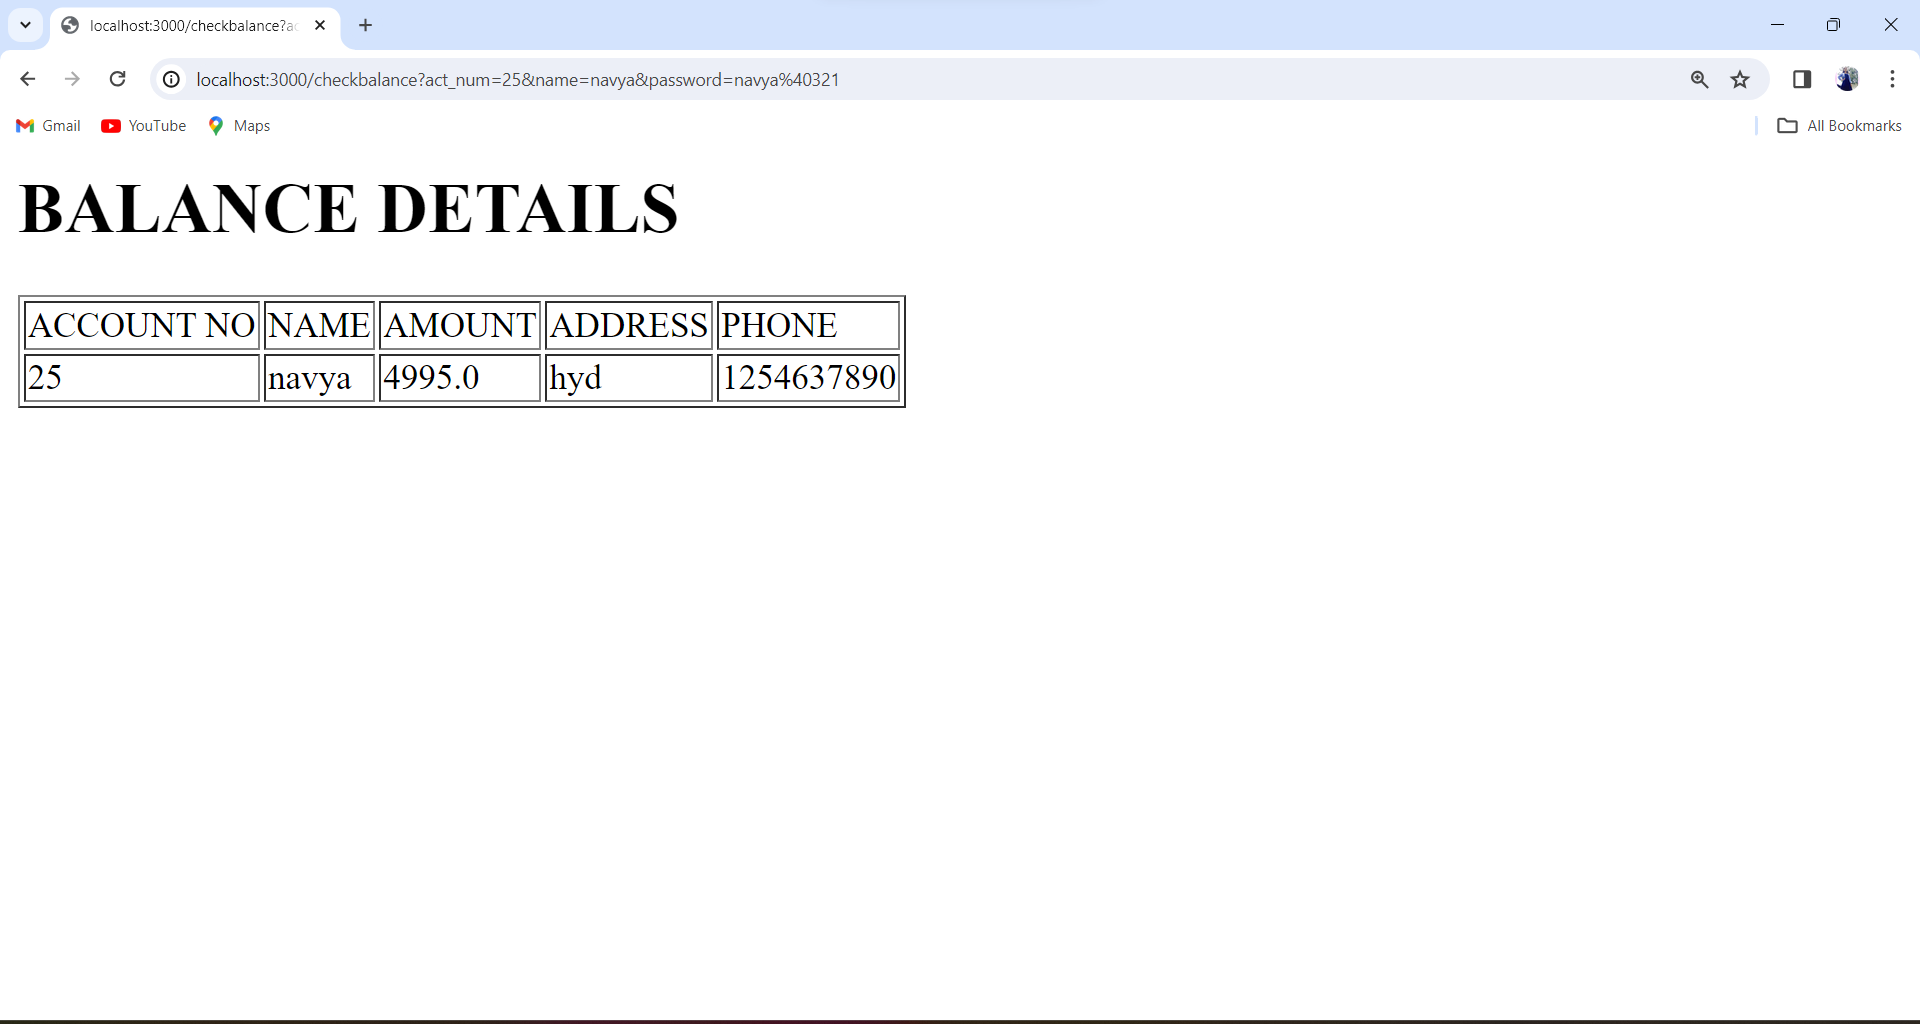 localhost:3000/checkbalance?ac
localhost:3000/checkbalance?act_num=25&name=navya&password=navya%40321
Gmail YouTube Maps All Bookmarks
BALANCE DETAILS
ACCOUNT NO NAME AMOUNT ADDRESS PHONE
25 navya 4995.0 hyd 1254637890